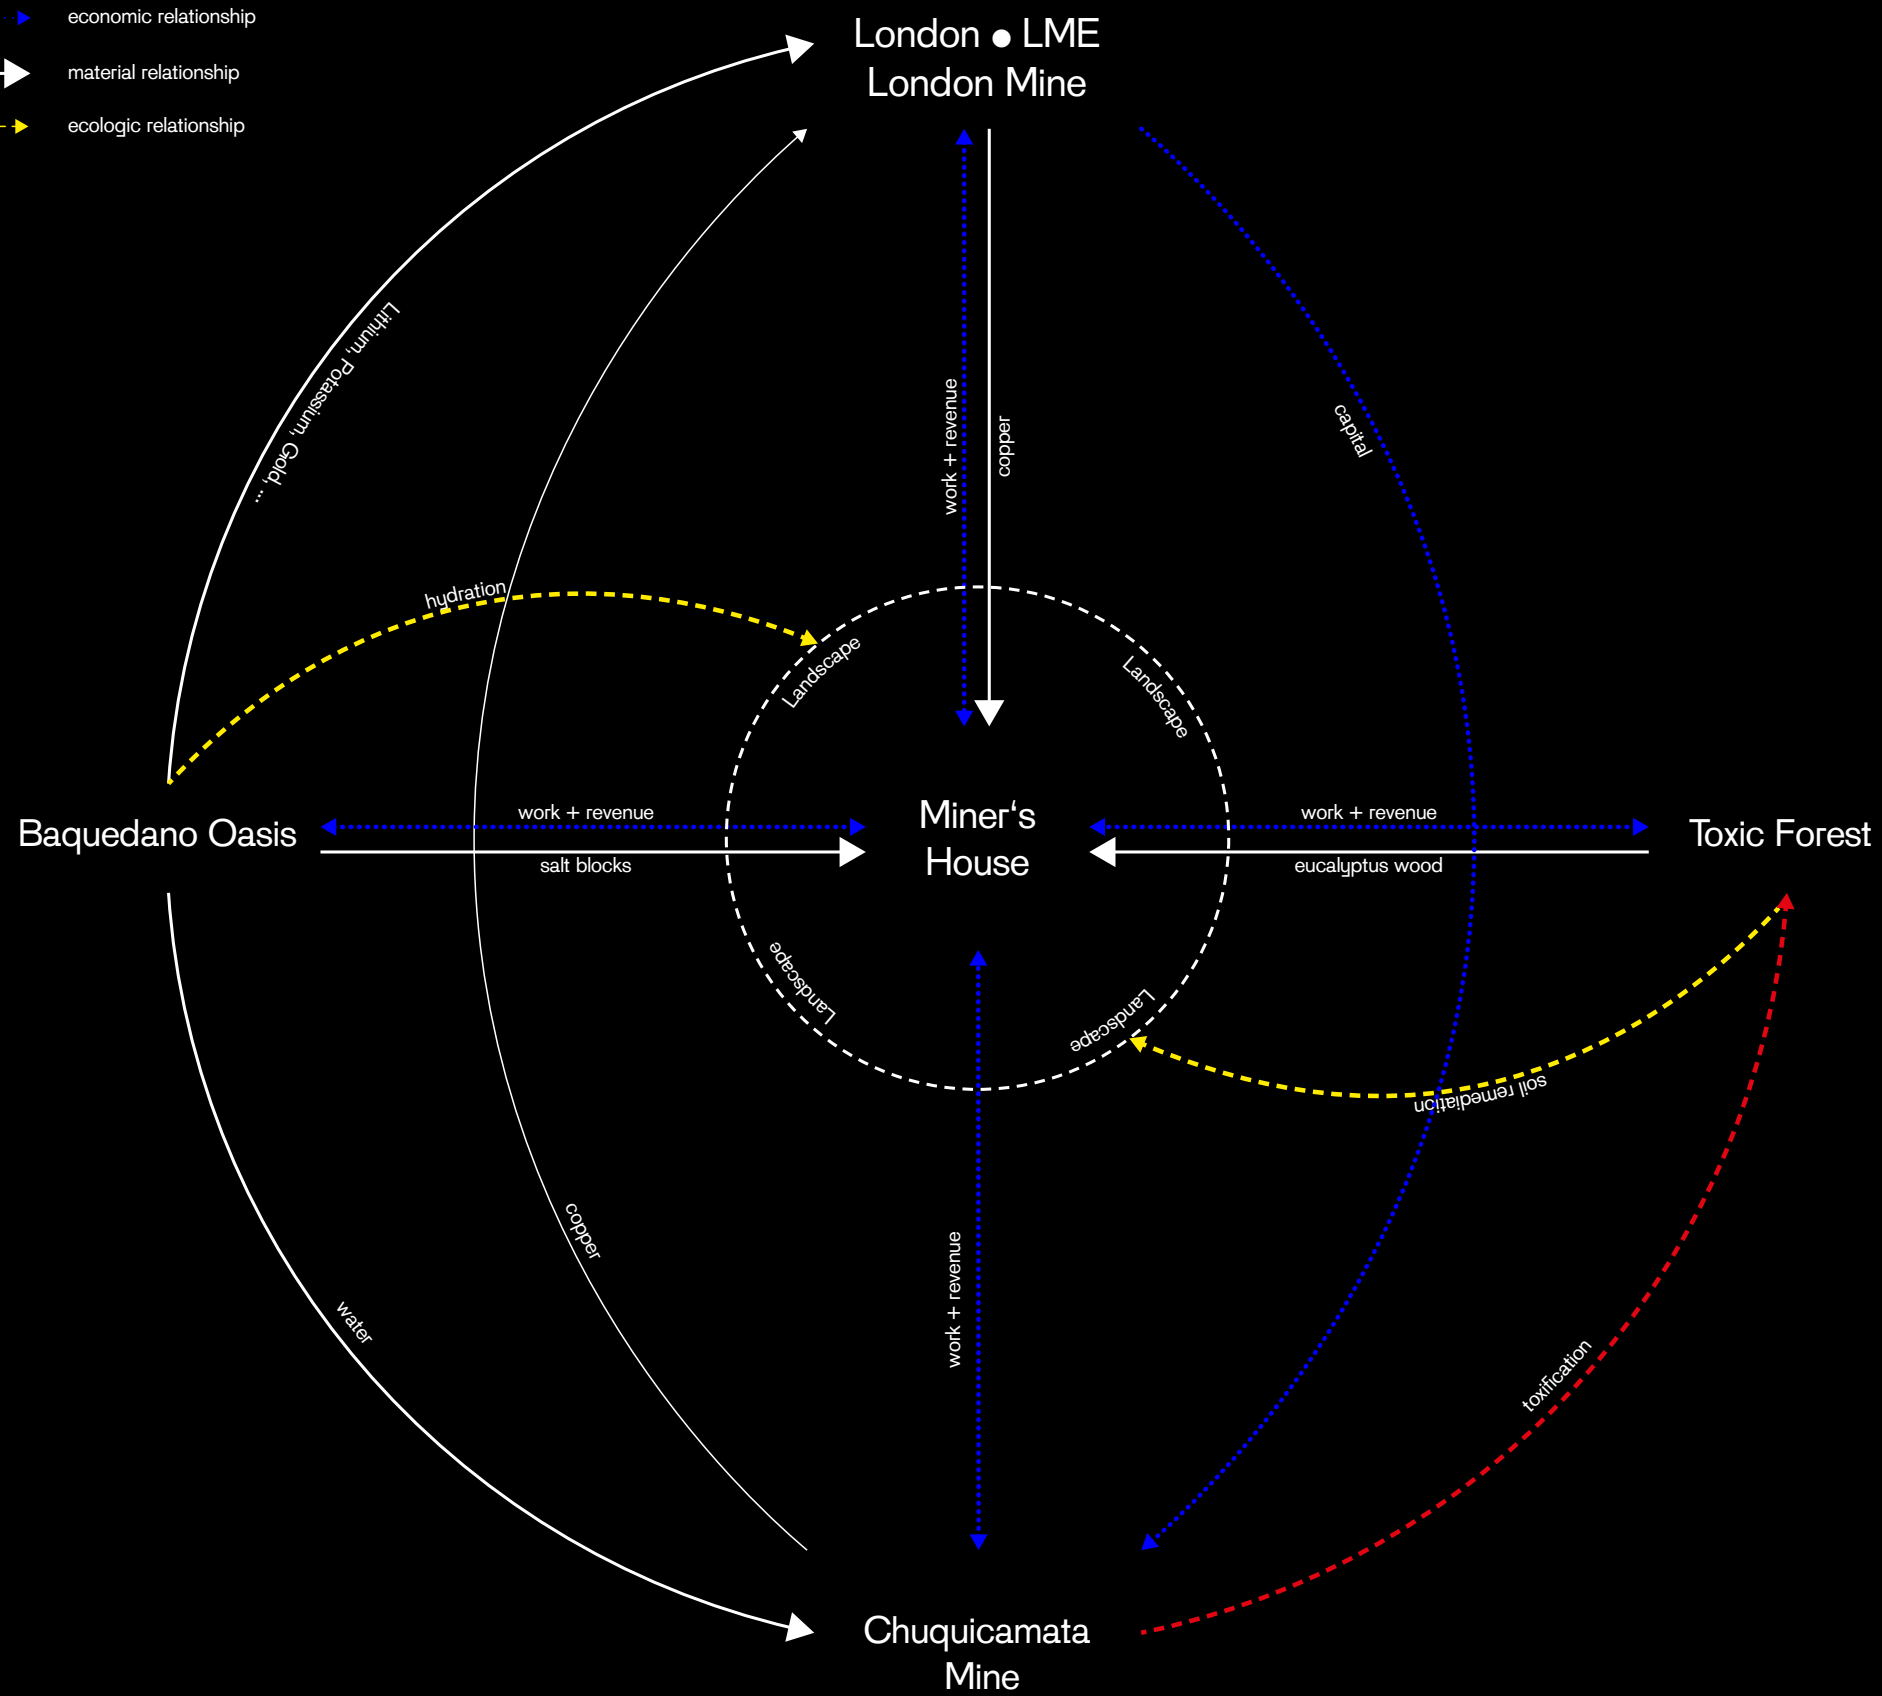 economic relationship
material relationship
ecologic relationship
London ● LME
London Mine
Lithium, Potassium, Gold, ...
work + revenue
copper
capital
hydration
Landscape
Landscape
Baquedano Oasis
work + revenue
salt blocks
Miner‘s
House
work + revenue
eucalyptus wood
Toxic Forest
Landscape
Landscape
soil remediation
copper
work + revenue
water
toxification
Chuquicamata
Mine